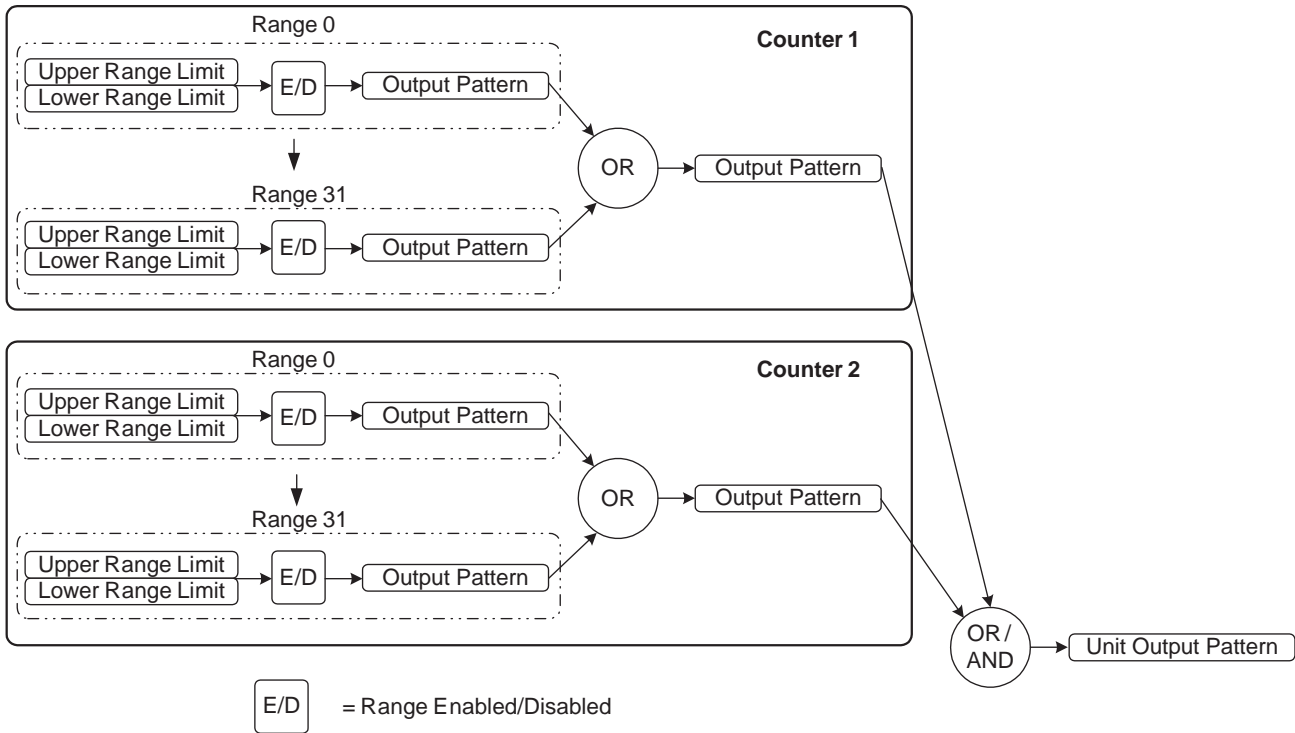 Range 0
Counter 1
Upper Range Limit
Lower Range Limit
E/D
Output Pattern
OR
Output Pattern
Range 31
Upper Range Limit
Lower Range Limit
E/D
Output Pattern
Range 0
Counter 2
Upper Range Limit
Lower Range Limit
E/D
Output Pattern
OR
Output Pattern
Range 31
Upper Range Limit
Lower Range Limit
E/D
Output Pattern
OR /
AND
Unit Output Pattern
E/D
= Range Enabled/Disabled